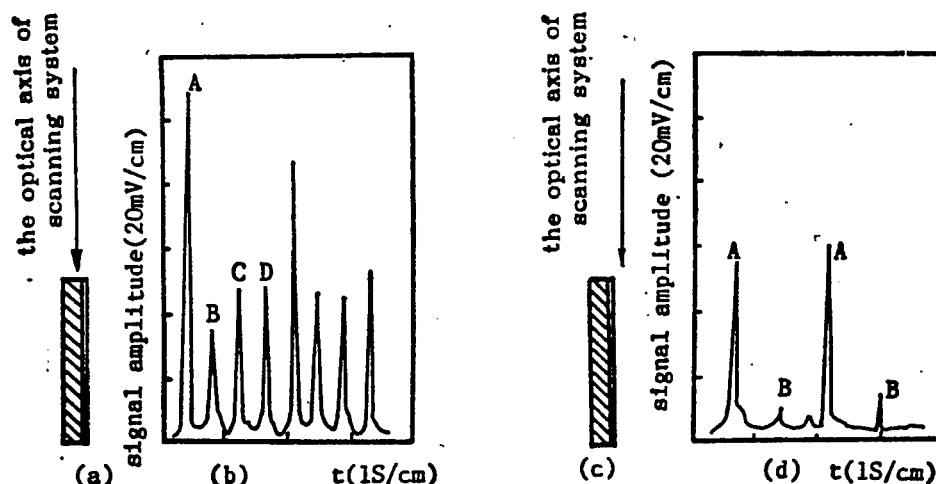 the optical axis of
scanning system
signal amplitude(20mV/cm)
A
B
C
D
(a)
(b)
t(1S/cm)
the optical axis of
scanning system
signal amplitude (20mV/cm)
A
A
B
B
(c)
(d)
t(1S/cm)